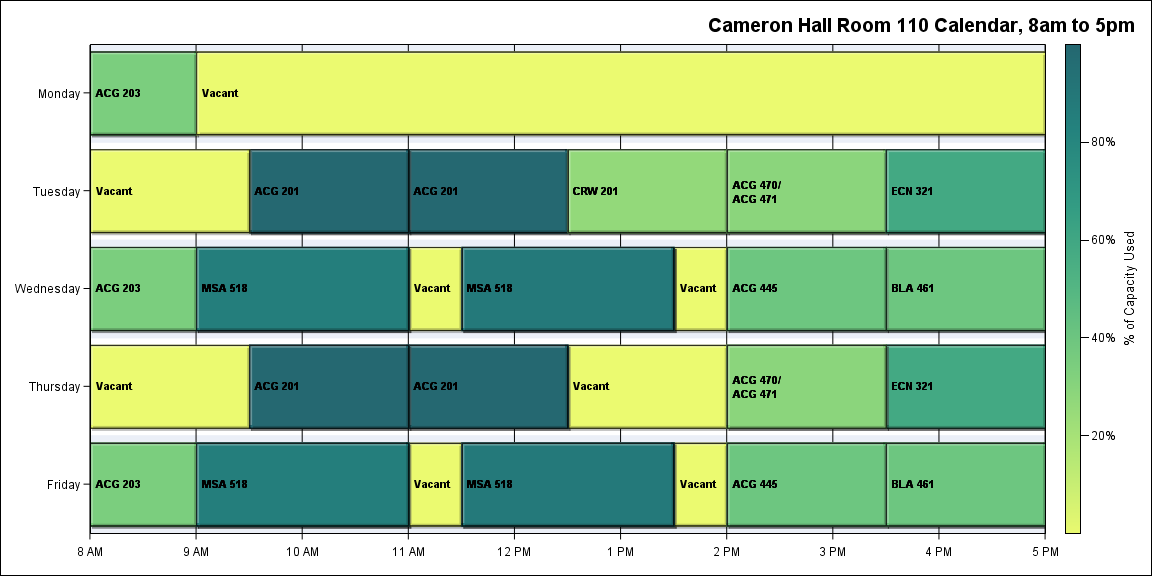 Cameron Hall Room 110 Calendar, 8am to 5pm
Monday
ACG 203
Vacant
Tuesday
Vacant
ACG 201
ACG 201
CRW 201
ACG 470/
ACG 471
ECN 321
Wednesday
ACG 203
MSA 518
Vacant
MSA 518
Vacant
ACG 445
BLA 461
Thursday
Vacant
ACG 201
ACG 201
Vacant
ACG 470/
ACG 471
ECN 321
Friday
ACG 203
MSA 518
Vacant
MSA 518
Vacant
ACG 445
BLA 461
8 AM
9 AM
10 AM
11 AM
12 PM
1 PM
2 PM
3 PM
4 PM
5 PM
80%
60%
40%
20%
% of Capacity Used